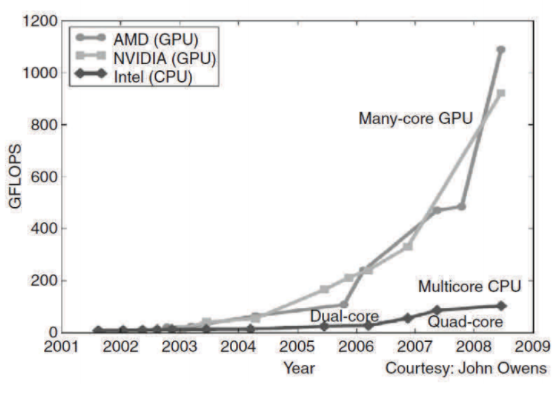 1200
1000
800
600
400
200
0
GFLOPS
AMD (GPU)
NVIDIA (GPU)
Intel (CPU)
Many-core GPU
Multicore CPU
Dual-core
Quad-core
2001 2002 2003 2004 2005 2006 2007 2008 2009
Year
Courtesy: John Owens